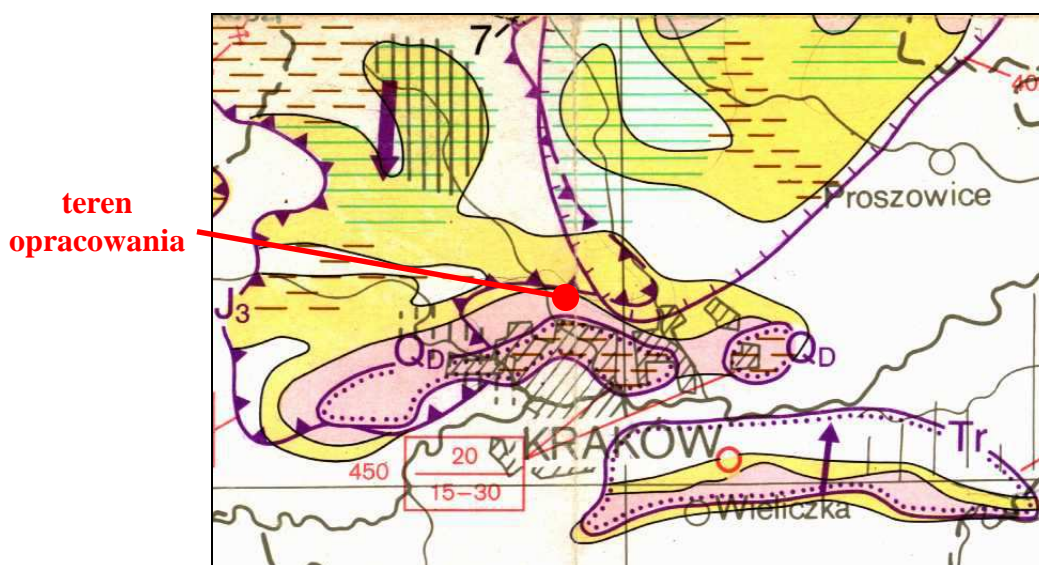 7
40
Proszowice
teren
opracowania
J3
QD
QD
KRAKÓW
Tr
450
20
15–30
Wieliczka